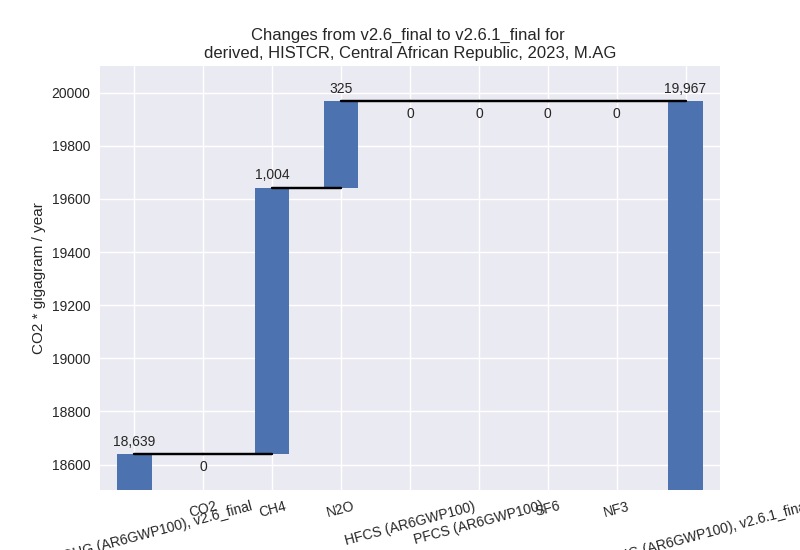 Changes from v2.6_final to v2.6.1_final for
derived, HISTCR, Central African Republic, 2023, M.AG
CO2 * gigagram / year
20000
19800
19600
19400
19200
19000
18800
18600
18,639
0
1,004
325
0
0
0
0
19,967
(AR6GWP100), v2.6_final
CO2
CH4
N2O
HFCS (AR6GWP100)
PFCS (AR6GWP100)
SF6
NF3
(AR6GWP100), v2.6.1_final